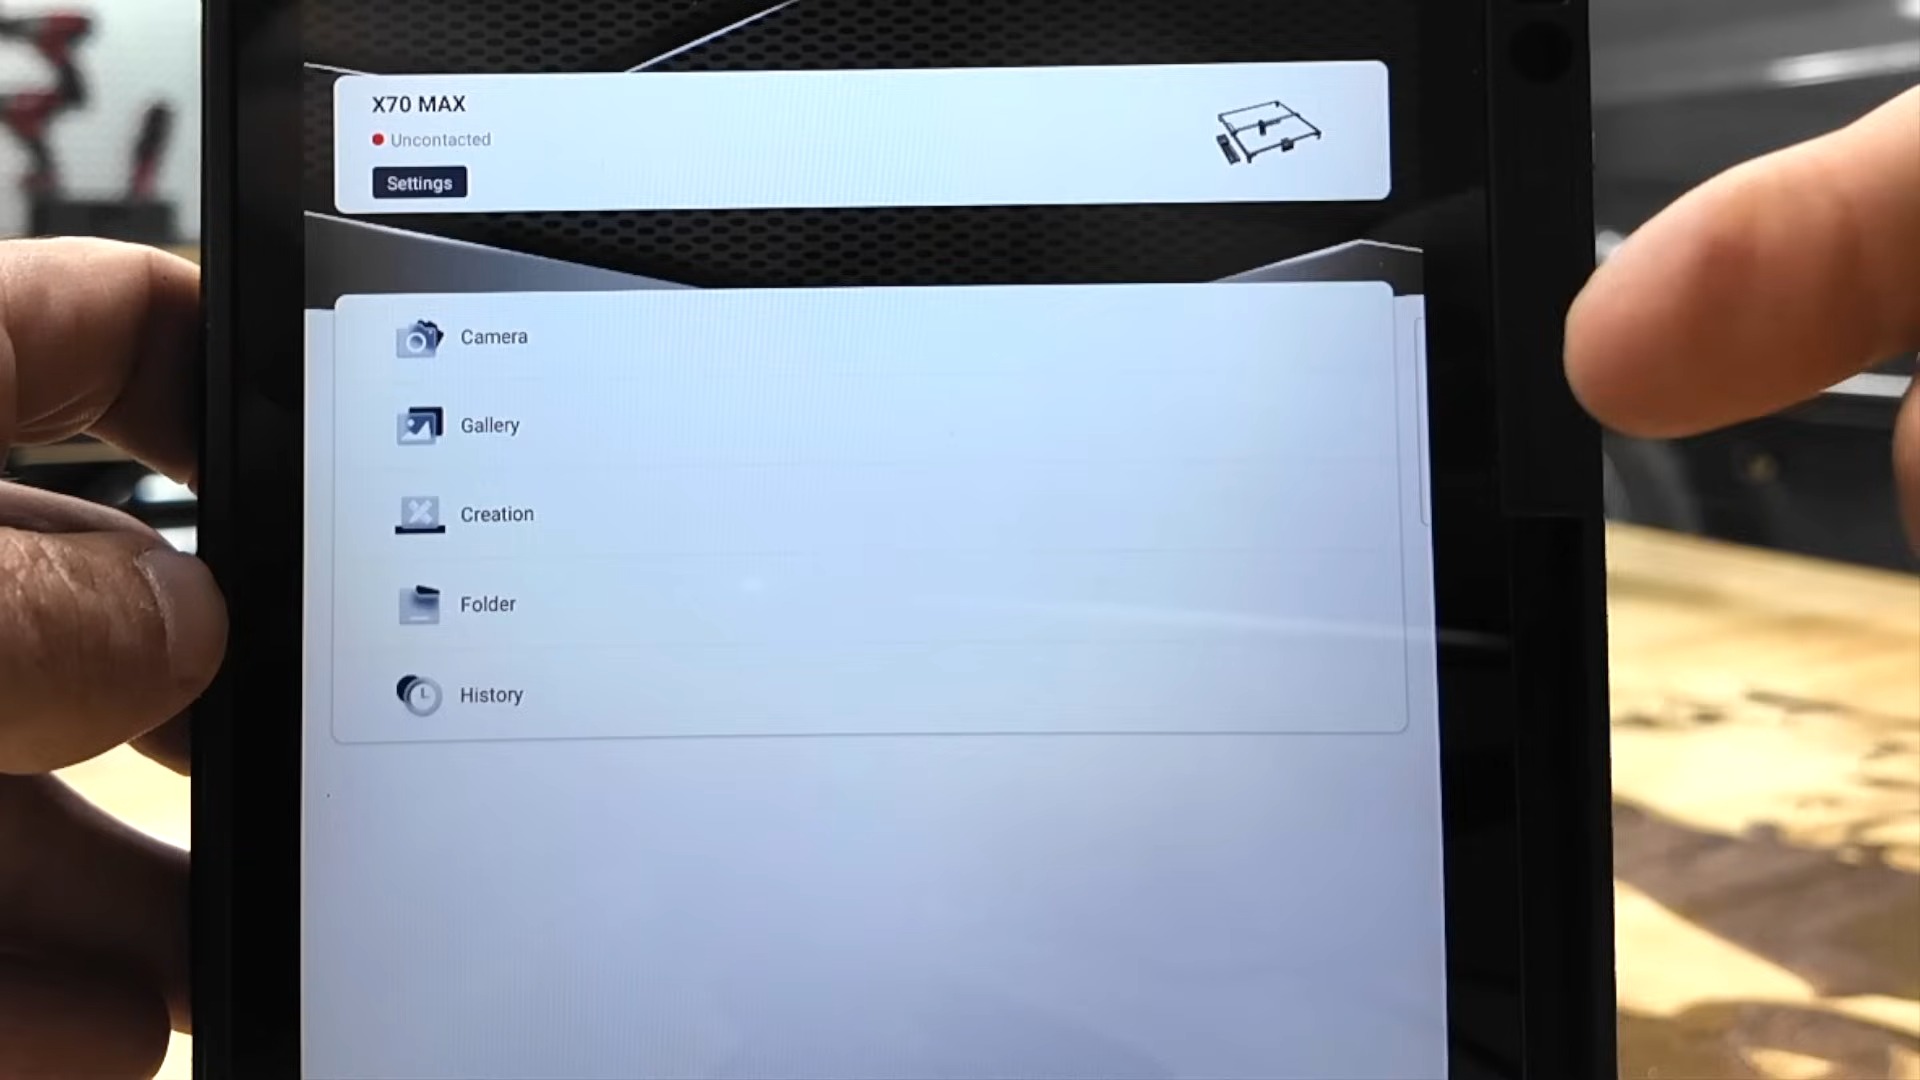 X70 MAX
Uncontacted
Settings
Camera
Gallery
Creation
Folder
History